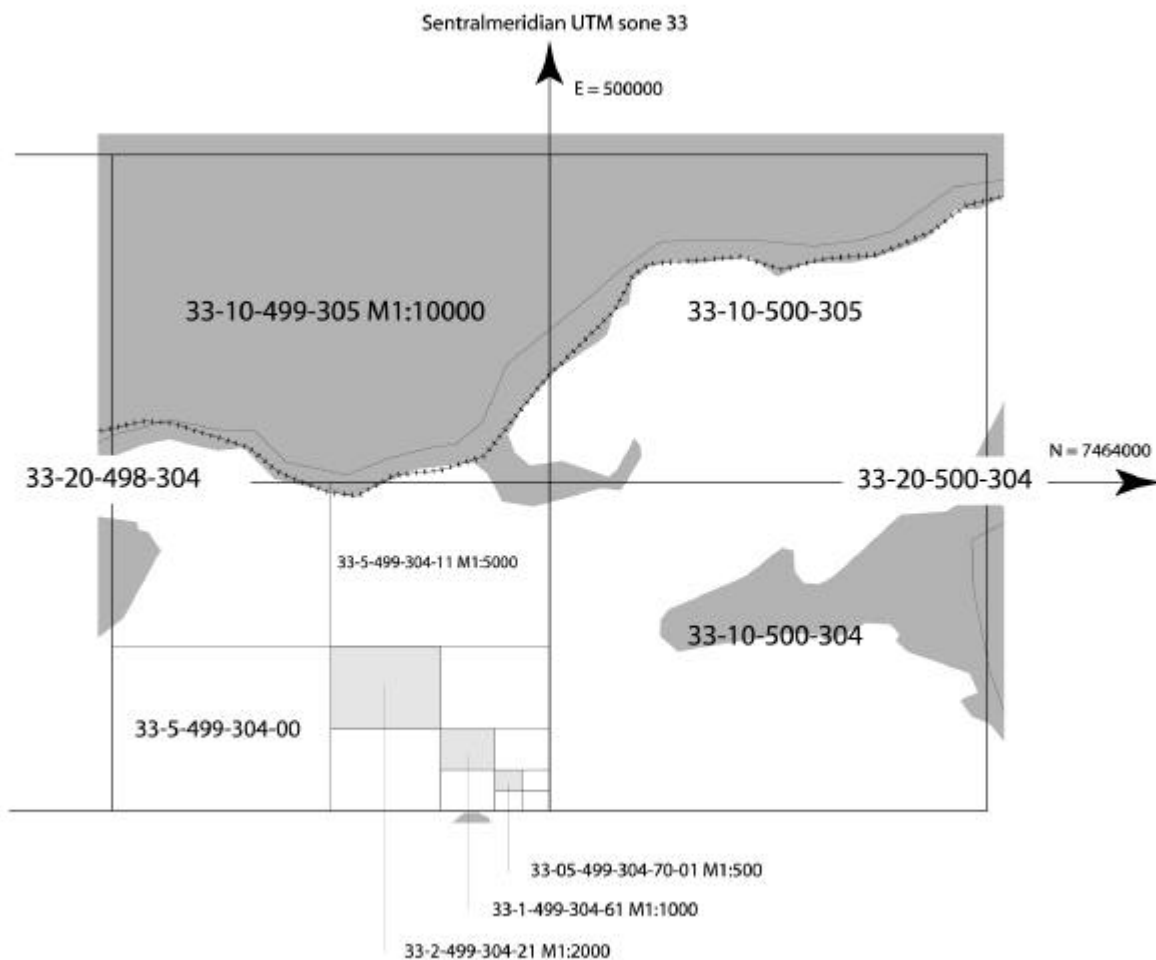 Sentralmeridian UTM sone 33
E = 500000
33-10-499-305 M1:10000
33-10-500-305
N = 7464000
33-20-498-304
33-20-500-304
33-5-499-304-11 M1:5000
33-10-500-304
33-5-499-304-00
33-05-499-304-70-01 M1:500
33-1-499-304-61 M1:1000
33-2-499-304-21 M1:2000